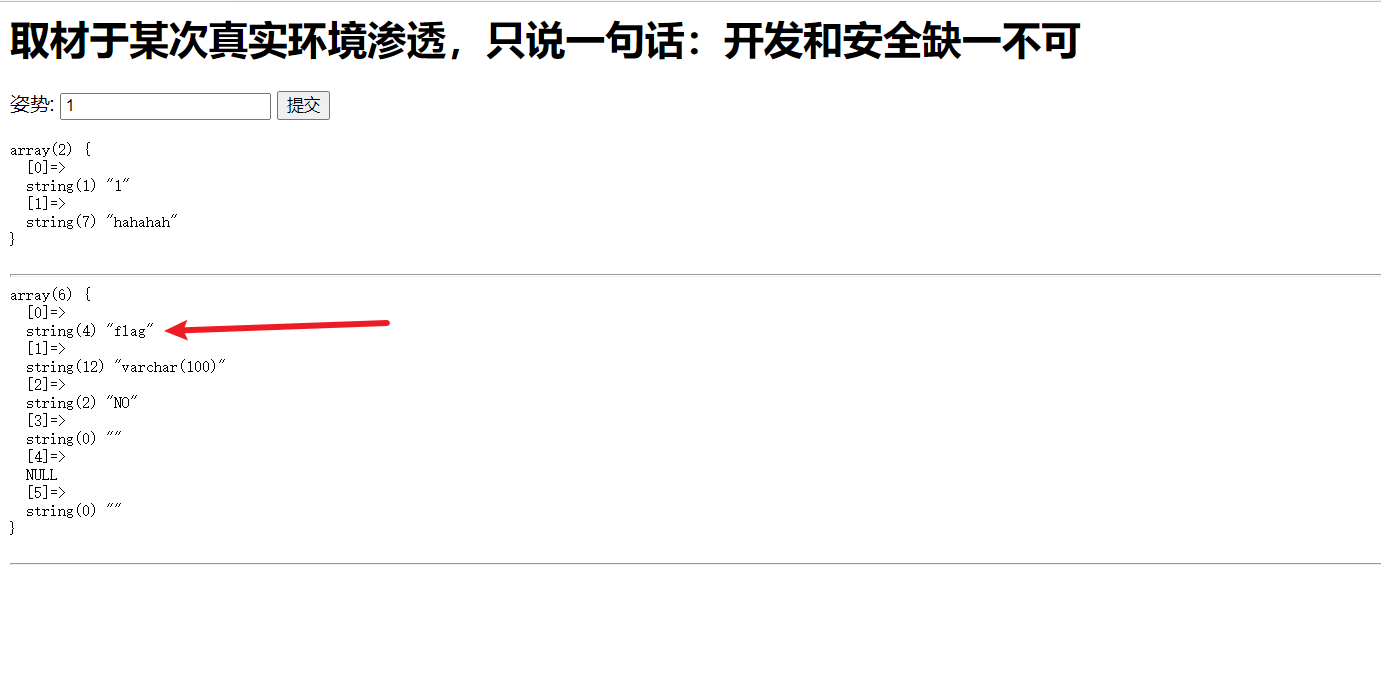 取材于某次真实环境渗透，只说一句话：开发和安全缺一不可
姿势: 1 提交
array(2) {
  [0]=>
  string(1) "1"
  [1]=>
  string(7) "hahahah"
}
array(6) {
  [0]=>
  string(4) "flag"
  [1]=>
  string(12) "varchar(100)"
  [2]=>
  string(2) "NO"
  [3]=>
  string(0) ""
  [4]=>
  NULL
  [5]=>
  string(0) ""
}